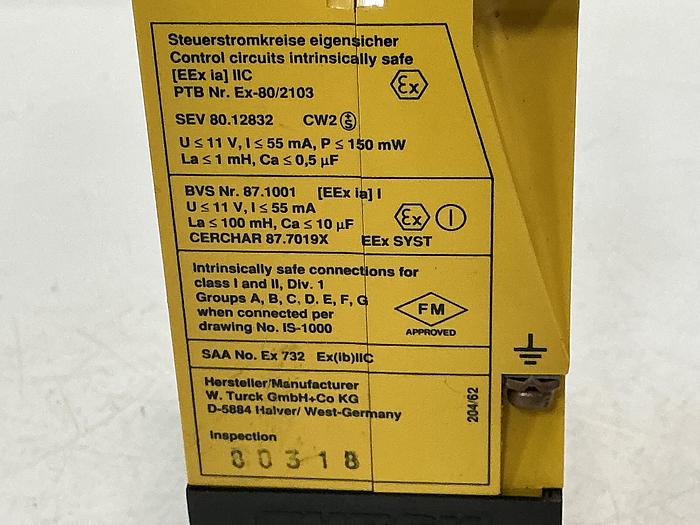 Steuerstromkreise eigensicher
Control circuits intrinsically safe
[EEx ia] IIC
PTB Nr. Ex-80/2103
Ex
SEV 80.12832 CW2 S
U ≤ 11 V, I ≤ 55 mA, P ≤ 150 mW
La ≤ 1 mH, Ca ≤ 0,5 µF
BVS Nr. 87.1001 [EEx ia] I
U ≤ 11 V, I ≤ 55 mA
La ≤ 100 mH, Ca ≤ 10 µF
Ex I
CERCHAR 87.7019X EEx SYST
Intrinsically safe connections for
class I and II, Div. 1
Groups A, B, C, D, E, F, G
when connected per
drawing No. IS-1000
FM
APPROVED
SAA No. Ex 732 Ex(ib)IIC
Hersteller/Manufacturer
W. Turck GmbH+Co KG
D-5884 Halver/ West-Germany
204/62
Inspection
80318